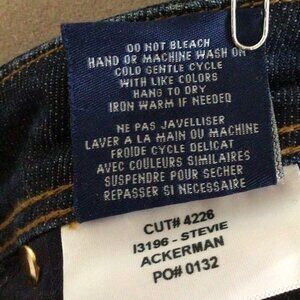 DO NOT BLEACH
HAND OR MACHINE WASH ON
COLD GENTLE CYCLE
WITH LIKE COLORS
HANG TO DRY
IRON WARM IF NEEDED
NE PAS JAVELLISER
LAVER A LA MAIN OU MACHINE
FROIDE CYCLE DELICAT
AVEC COULEURS SIMILAIRES
SUSPENDRE POUR SECHER
REPASSER SI NECESSAIRE
CUT# 4226
I3196 - STEVIE
ACKERMAN
PO# 0132